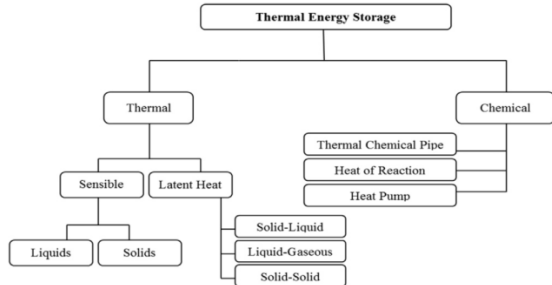 Thermal Energy Storage
Thermal
Chemical
Thermal Chemical Pipe
Heat of Reaction
Heat Pump
Sensible
Latent Heat
Solid-Liquid
Liquid-Gaseous
Solid-Solid
Liquids
Solids